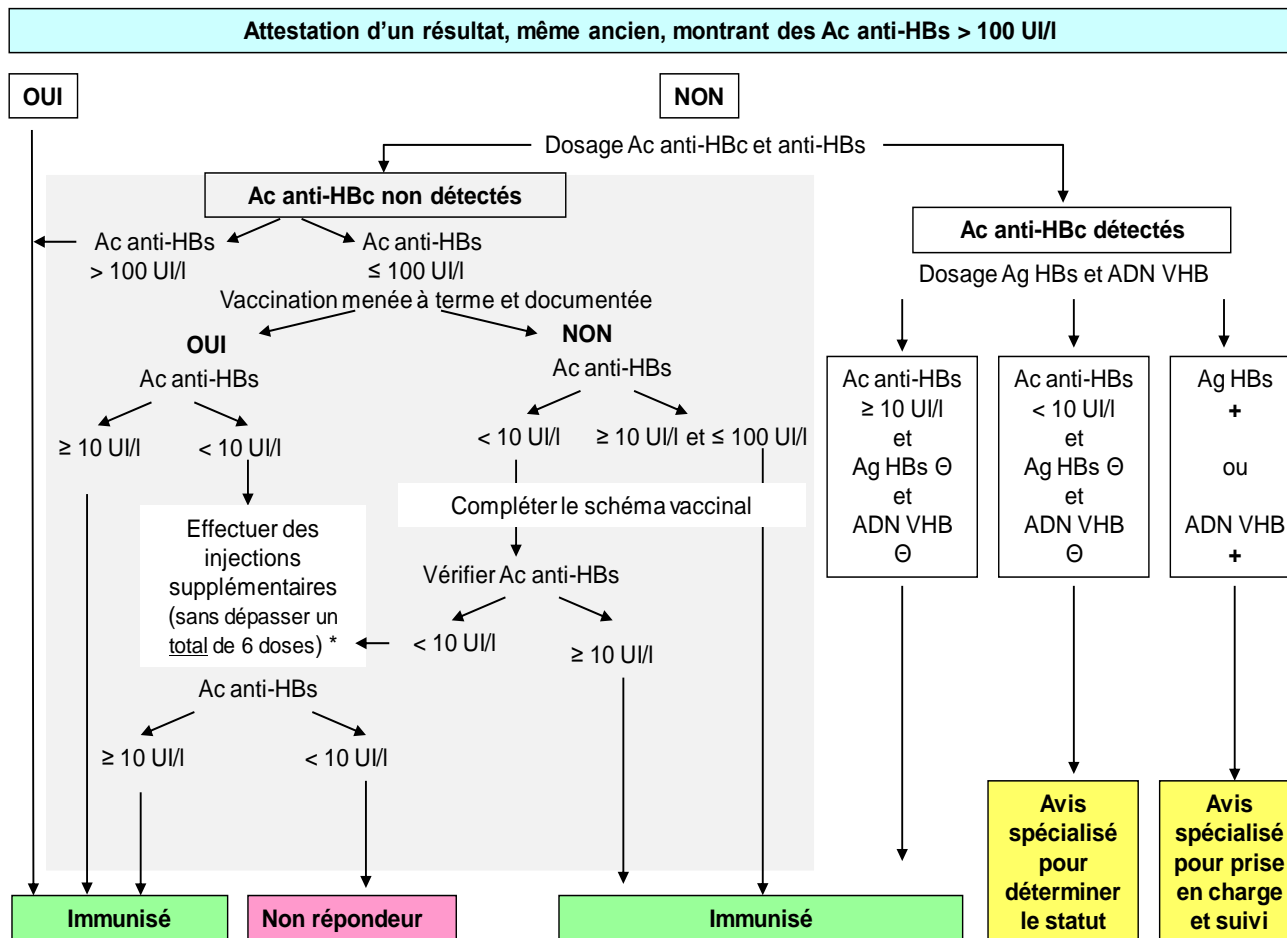 Attestation d’un résultat, même ancien, montrant des Ac anti-HBs > 100 UI/l
OUI
NON
Dosage Ac anti-HBc et anti-HBs
Ac anti-HBc non détectés
Ac anti-HBs
> 100 UI/l
Ac anti-HBs
≤ 100 UI/l
Vaccination menée à terme et documentée
OUI
Ac anti-HBs
≥ 10 UI/l
< 10 UI/l
NON
Ac anti-HBs
< 10 UI/l
≥ 10 UI/l et ≤ 100 UI/l
Effectuer des
injections
supplémentaires
(sans dépasser un
total de 6 doses) *
Compléter le schéma vaccinal
Vérifier Ac anti-HBs
< 10 UI/l
≥ 10 UI/l
Ac anti-HBs
≥ 10 UI/l
< 10 UI/l
Ac anti-HBc détectés
Dosage Ag HBs et ADN VHB
Ac anti-HBs
≥ 10 UI/l
et
Ag HBs Θ
et
ADN VHB
Θ
Ac anti-HBs
< 10 UI/l
et
Ag HBs Θ
et
ADN VHB
Θ
Ag HBs
+
ou
ADN VHB
+
Immunisé
Non répondeur
Immunisé
Avis
spécialisé
pour
déterminer
le statut
Avis
spécialisé
pour prise
en charge
et suivi